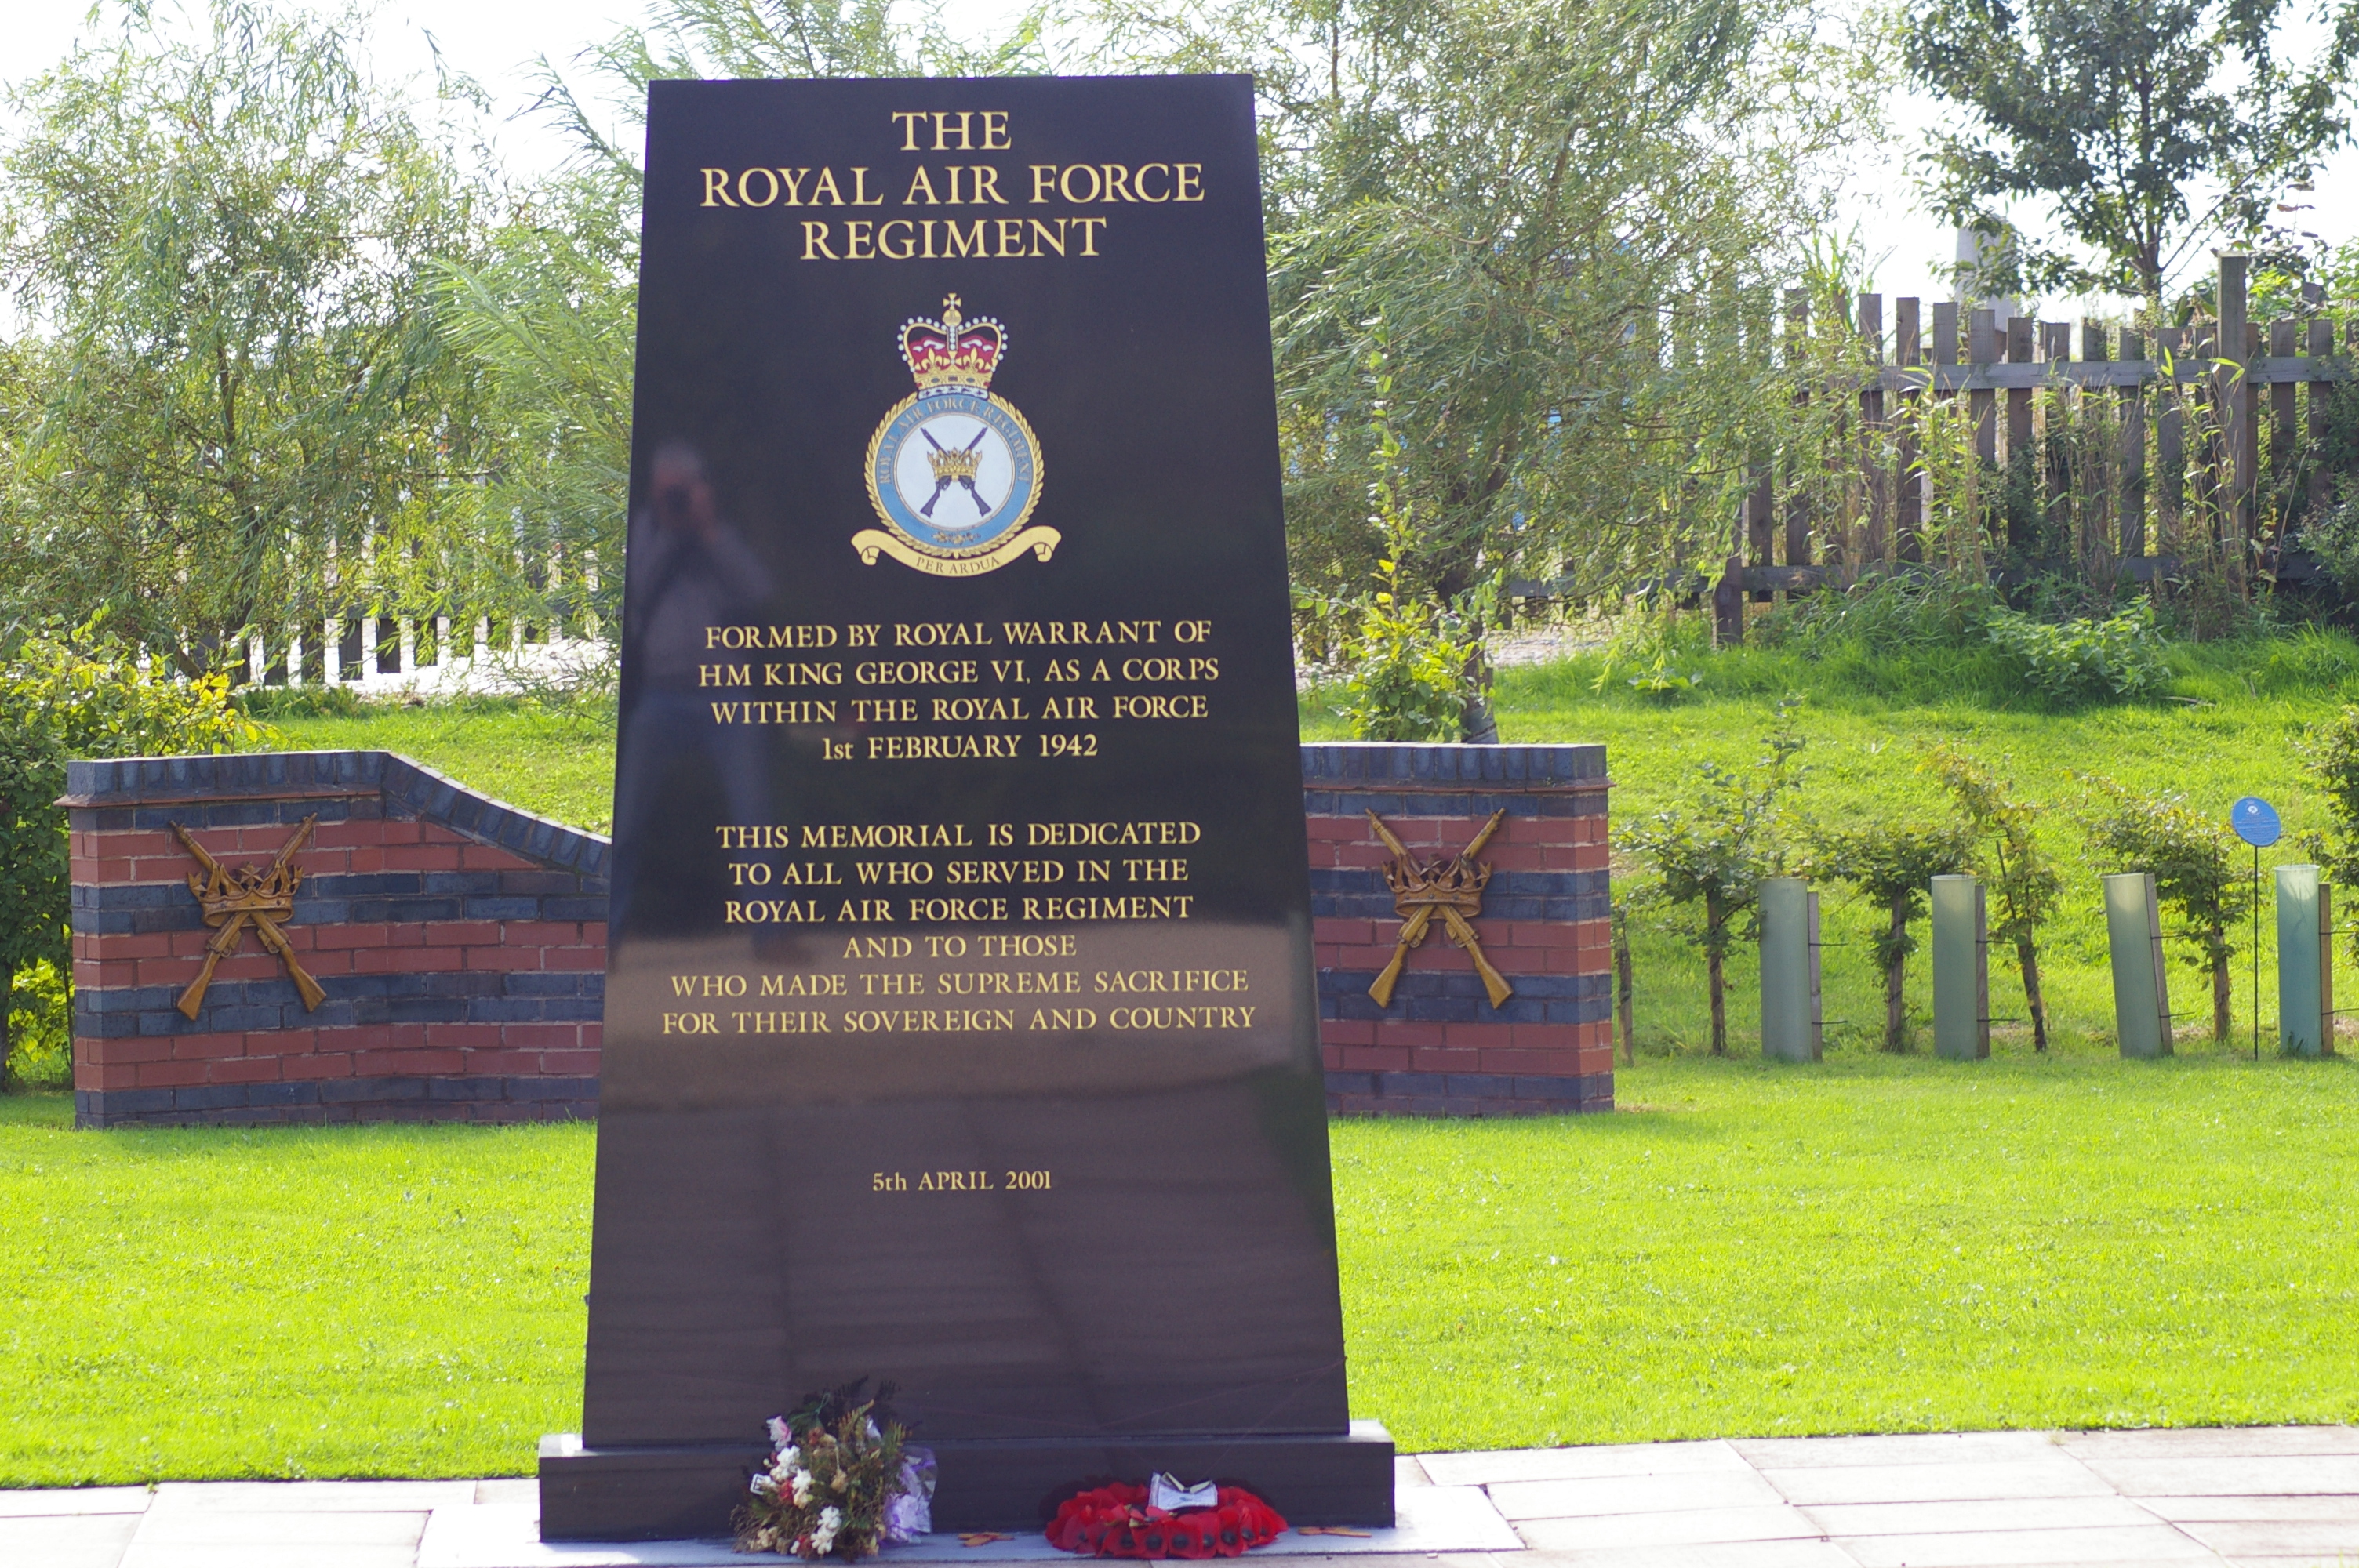 THE
ROYAL AIR FORCE
REGIMENT
ROYAL AIR FORCE REGIMENT
PER ARDUA
FORMED BY ROYAL WARRANT OF
HM KING GEORGE VI, AS A CORPS
WITHIN THE ROYAL AIR FORCE
1st FEBRUARY 1942
THIS MEMORIAL IS DEDICATED
TO ALL WHO SERVED IN THE
ROYAL AIR FORCE REGIMENT
AND TO THOSE
WHO MADE THE SUPREME SACRIFICE
FOR THEIR SOVEREIGN AND COUNTRY
5th APRIL 2001